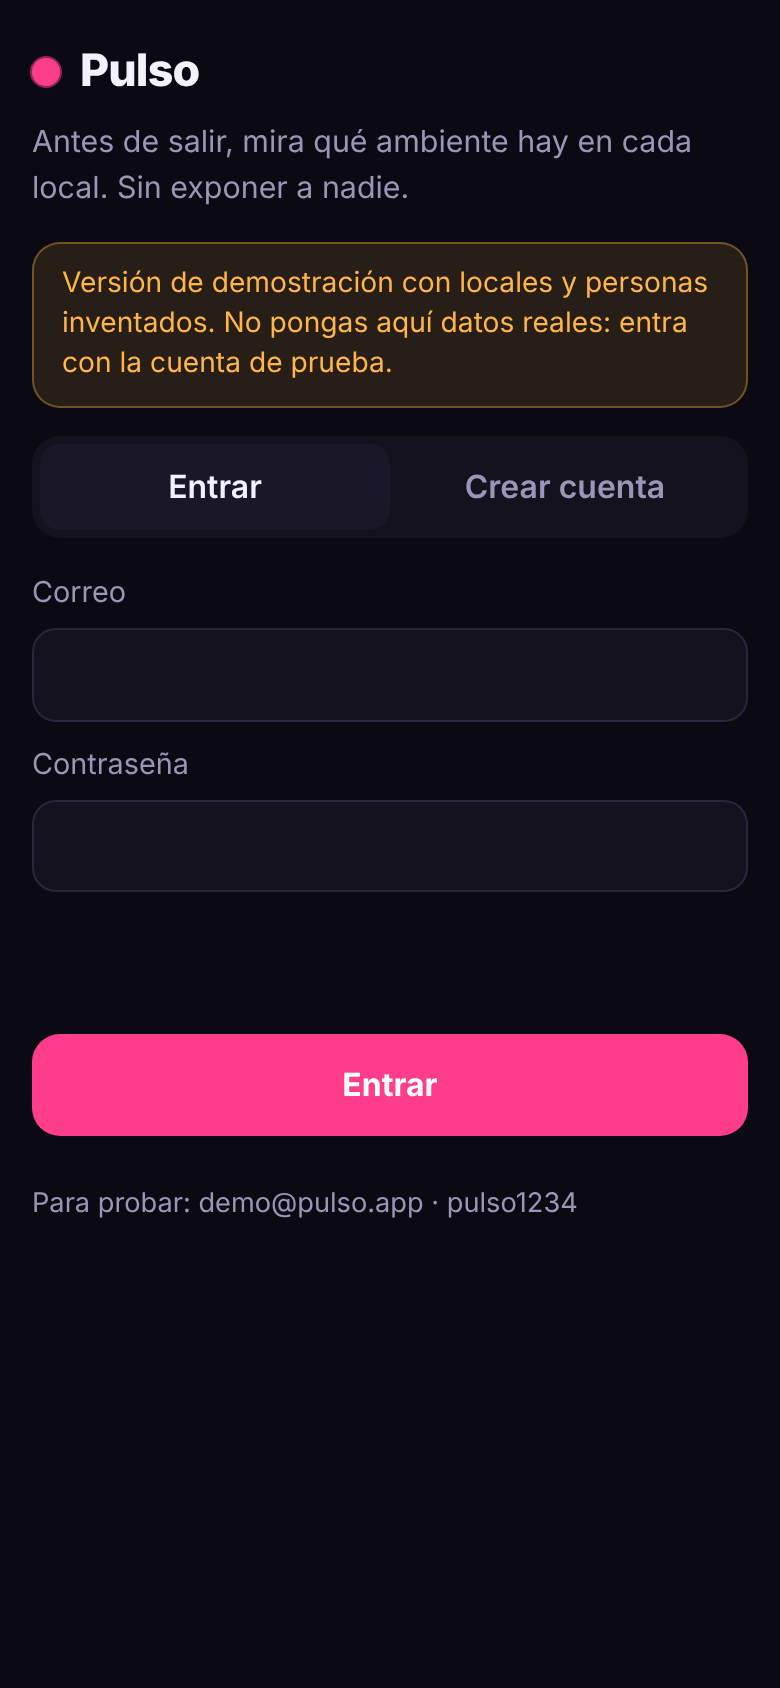 Pulso
Antes de salir, mira qué ambiente hay en cada
local. Sin exponer a nadie.
Versión de demostración con locales y personas
inventados. No pongas aquí datos reales: entra
con la cuenta de prueba.
Entrar
Crear cuenta
Correo
Contraseña
Entrar
Para probar: demo@pulso.app · pulso1234